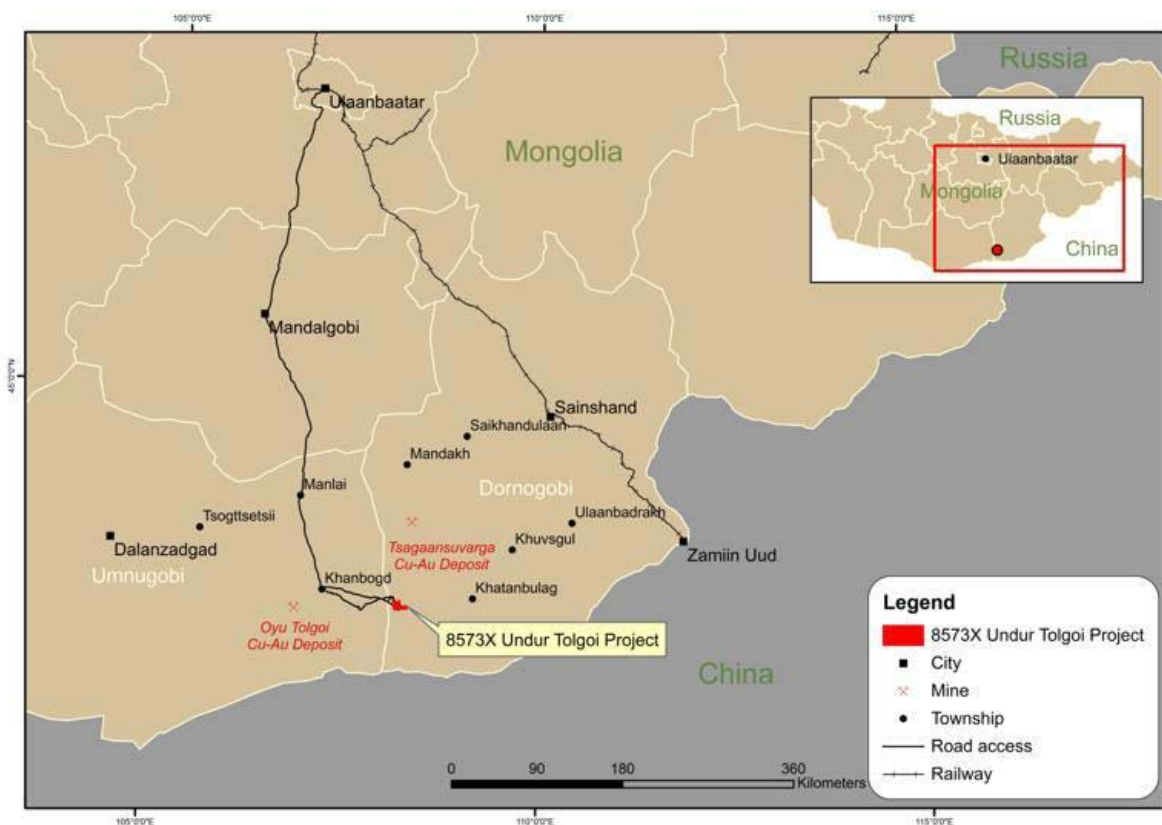 105°0'0"E
110°0'0"E
115°0'0"E
Russia
Ulaanbaatar
Mongolia
Russia
Ulaanbaatar
Mongolia
China
Mandalgobi
45°0'0"N
Sainshand
Saikhandulaan
Mandakh
Manlai
Dornogobi
Tsogttsetsii
Ulaanbadrakh
Tsagaansuvarga
Cu-Au Deposit
Dalanzadgad
Khuvsgul
Zamiin Uud
Umnugobi
Khanbogd
Khatanbulag
Oyu Tolgoi
Cu-Au Deposit
8573X Undur Tolgoi Project
China
Legend
8573X Undur Tolgoi Project
City
Mine
Township
Road access
Railway
0 90 180 360
Kilometers
105°0'0"E
110°0'0"E
115°0'0"E